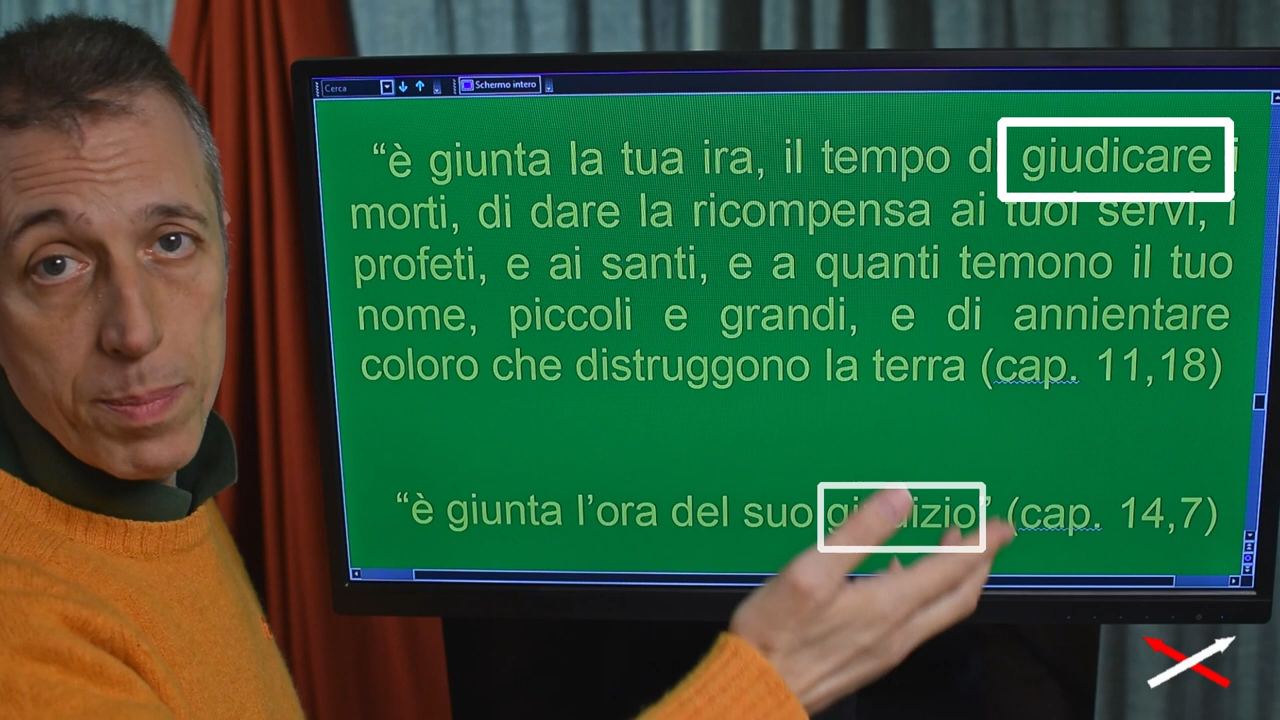 Cerca
Schermo intero
“è giunta la tua ira, il tempo di giudicare i
morti, di dare la ricompensa ai tuoi servi, i
profeti, e ai santi, e a quanti temono il tuo
nome, piccoli e grandi, e di annientare
coloro che distruggono la terra (cap. 11,18)
“è giunta l’ora del suo giudizio” (cap. 14,7)